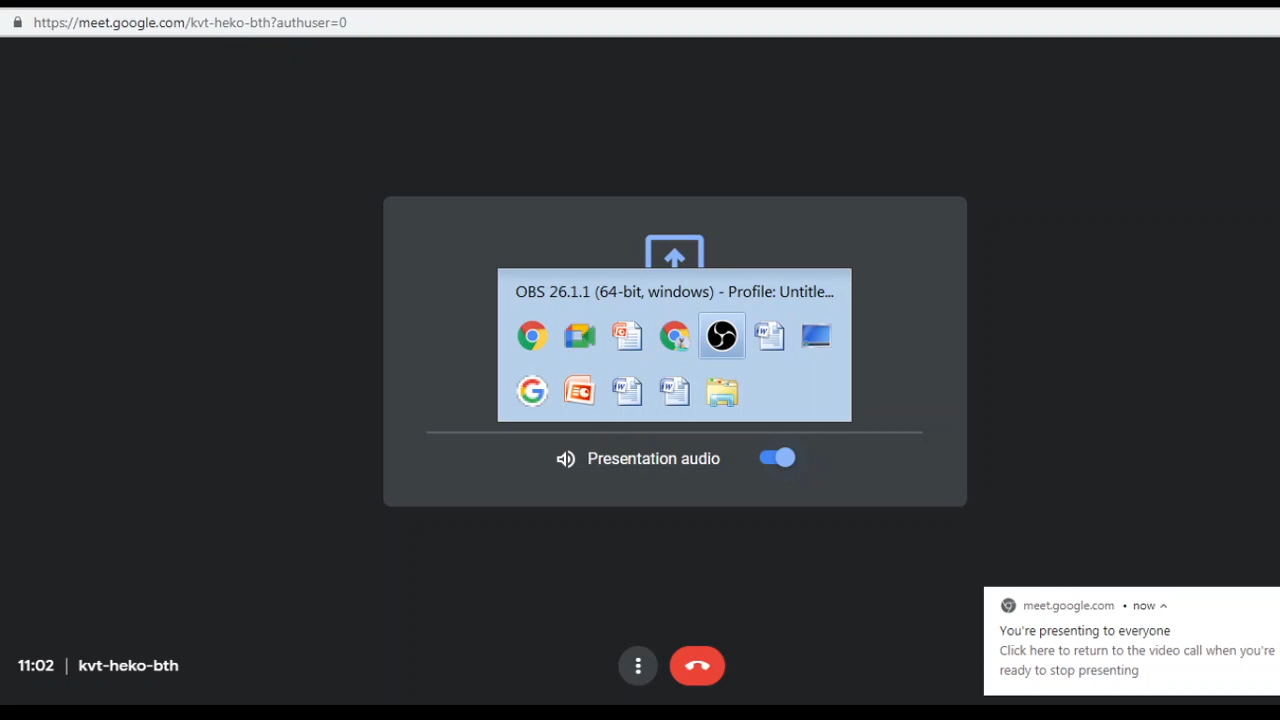 https://meet.google.com/kvt-heko-bth?authuser=0
OBS 26.1.1 (64-bit, windows) - Profile: Untitle...
Presentation audio
meet.google.com • now
You're presenting to everyone
Click here to return to the video call when you're
ready to stop presenting
11:02 | kvt-heko-bth